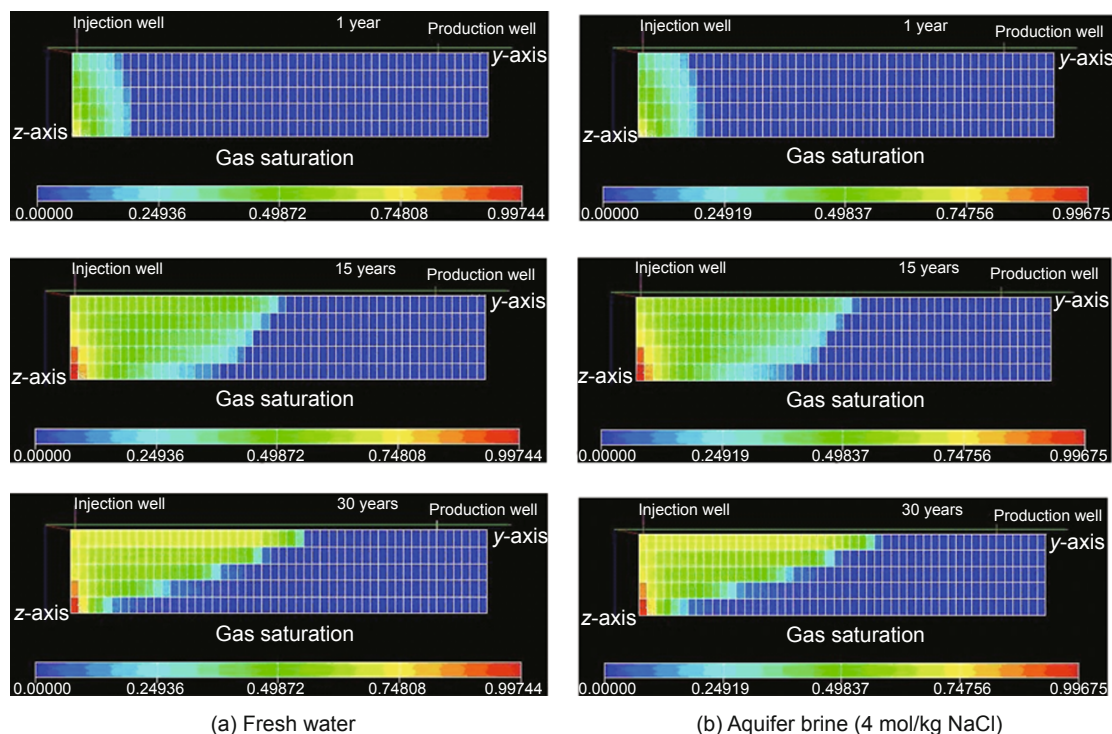 Injection well 1 year Production well
y-axis
z-axis
Gas saturation
0.00000 0.24936 0.49872 0.74808 0.99744
Injection well 15 years Production well
y-axis
z-axis
Gas saturation
0.00000 0.24936 0.49872 0.74808 0.99744
Injection well 30 years Production well
y-axis
z-axis
Gas saturation
0.00000 0.24936 0.49872 0.74808 0.99744
(a) Fresh water
Injection well 1 year Production well
y-axis
z-axis
Gas saturation
0.00000 0.24919 0.49837 0.74756 0.99675
Injection well 15 years Production well
y-axis
z-axis
Gas saturation
0.00000 0.24919 0.49837 0.74756 0.99675
Injection well 30 years Production well
y-axis
z-axis
Gas saturation
0.00000 0.24919 0.49837 0.74756 0.99675
(b) Aquifer brine (4 mol/kg NaCl)